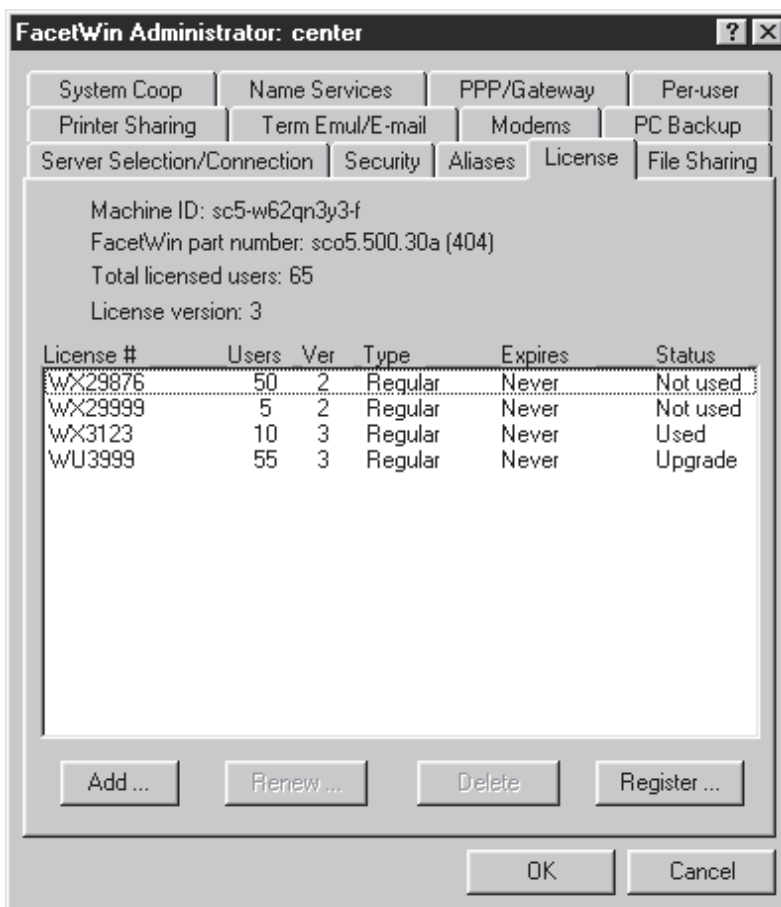 FacetWin Administrator: center
System Coop Name Services PPP/Gateway Per-user
Printer Sharing Term Emul/E-mail Modems PC Backup
Server Selection/Connection Security Aliases License File Sharing
Machine ID: sc5-w62qn3y3-f
FacetWin part number: sco5.500.30a (404)
Total licensed users: 65
License version: 3
License # Users Ver Type Expires Status
WX29876 50 2 Regular Never Not used
WX29999 5 2 Regular Never Not used
WX3123 10 3 Regular Never Used
WU3999 55 3 Regular Never Upgrade
Add ... Renew ... Delete Register ...
OK Cancel